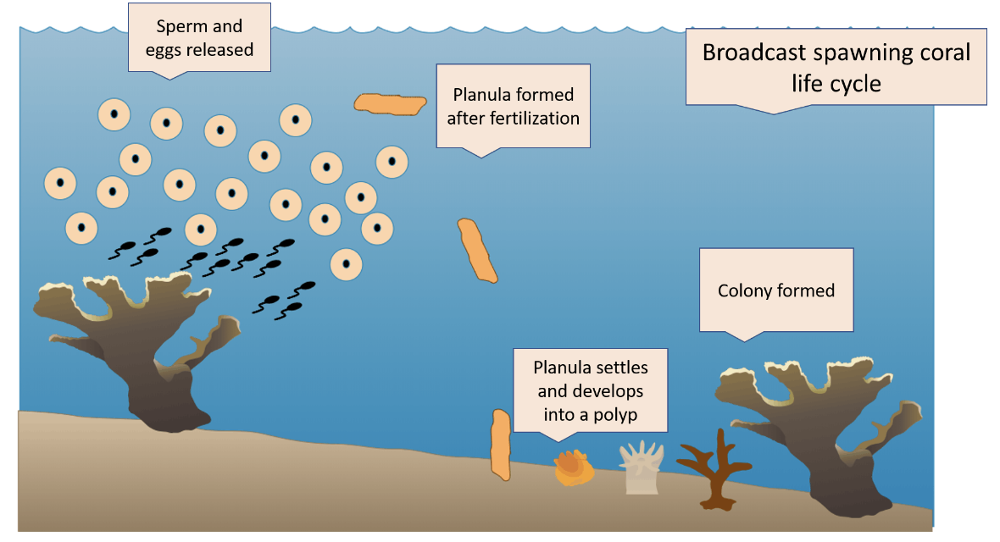 Sperm and
eggs released
Broadcast spawning coral
life cycle
Planula formed
after fertilization
Colony formed
Planula settles
and develops
into a polyp